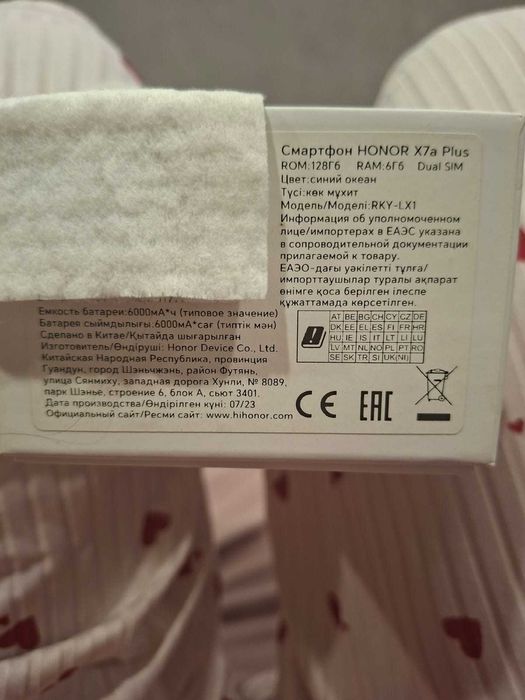 Смартфон HONOR X7a Plus
ROM:128Гб RAM:6Гб Dual SIM
Цвет:синий океан
Түсі:көк мұхит
Модель/Моделі:RKY-LX1
Информация об уполномоченном
лице/импортерах в ЕАЭС указана
в сопроводительной документации
прилагаемой к товару.
ЕАЭО-дағы уәкілетті тұлға/
импорттаушылар туралы ақпарат
өнімге қоса берілген ілеспе
құжаттамада көрсетілген.
Емкость батареи:6000мА*ч (типовое значение)
Батарея сыйымдылығы:6000мА*сағ (типтік мән)
Сделано в Китае/Қытайда шығарылған
Изготовитель/Өндіруші: Honor Device Co., Ltd.
Китайская Народная Республика, провинция
Гуандун, город Шэньчжэнь, район Футянь,
улица Сянмиху, западная дорога Хунли, № 8089,
парк Шэнье, строение 6, блок А, сьют 3401.
Дата производства/Өндірілген күні: 07/23
Официальный сайт/Ресми сайт: www.hihonor.com
AT BE BG CH CY CZ DE
DK EE EL ES FI FR HR
HU IE IS IT LT LI LU
LV MT NL NO PL PT RO
SE SK TR SI UK(NI)
CE EAC